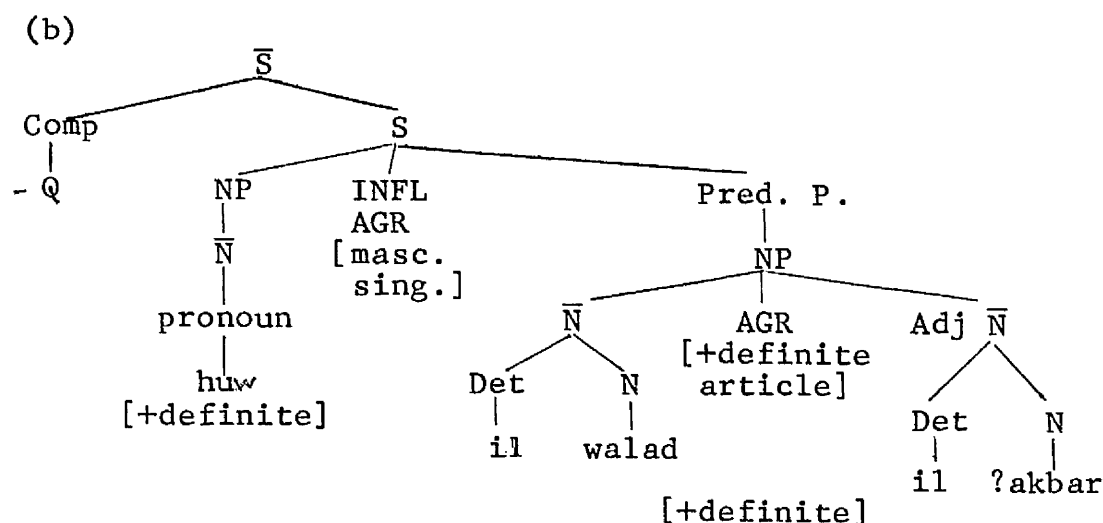 (b)
S̅
Comp S
- Q NP INFL Pred. P.
AGR
N̅ [masc. NP
sing.]
pronoun N̅ AGR Adj N̅
[+definite
huw Det N article]
[+definite] Det N
il walad
il ?akbar
[+definite]